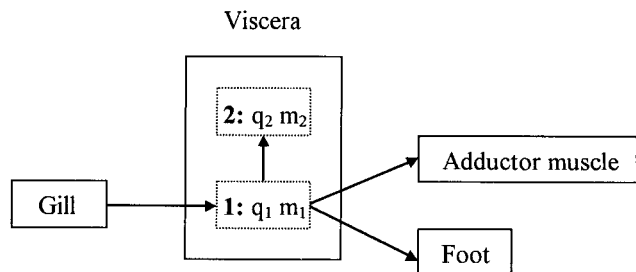 Viscera
2: q₂ m₂
Adductor muscle
Gill
1: q₁ m₁
Foot